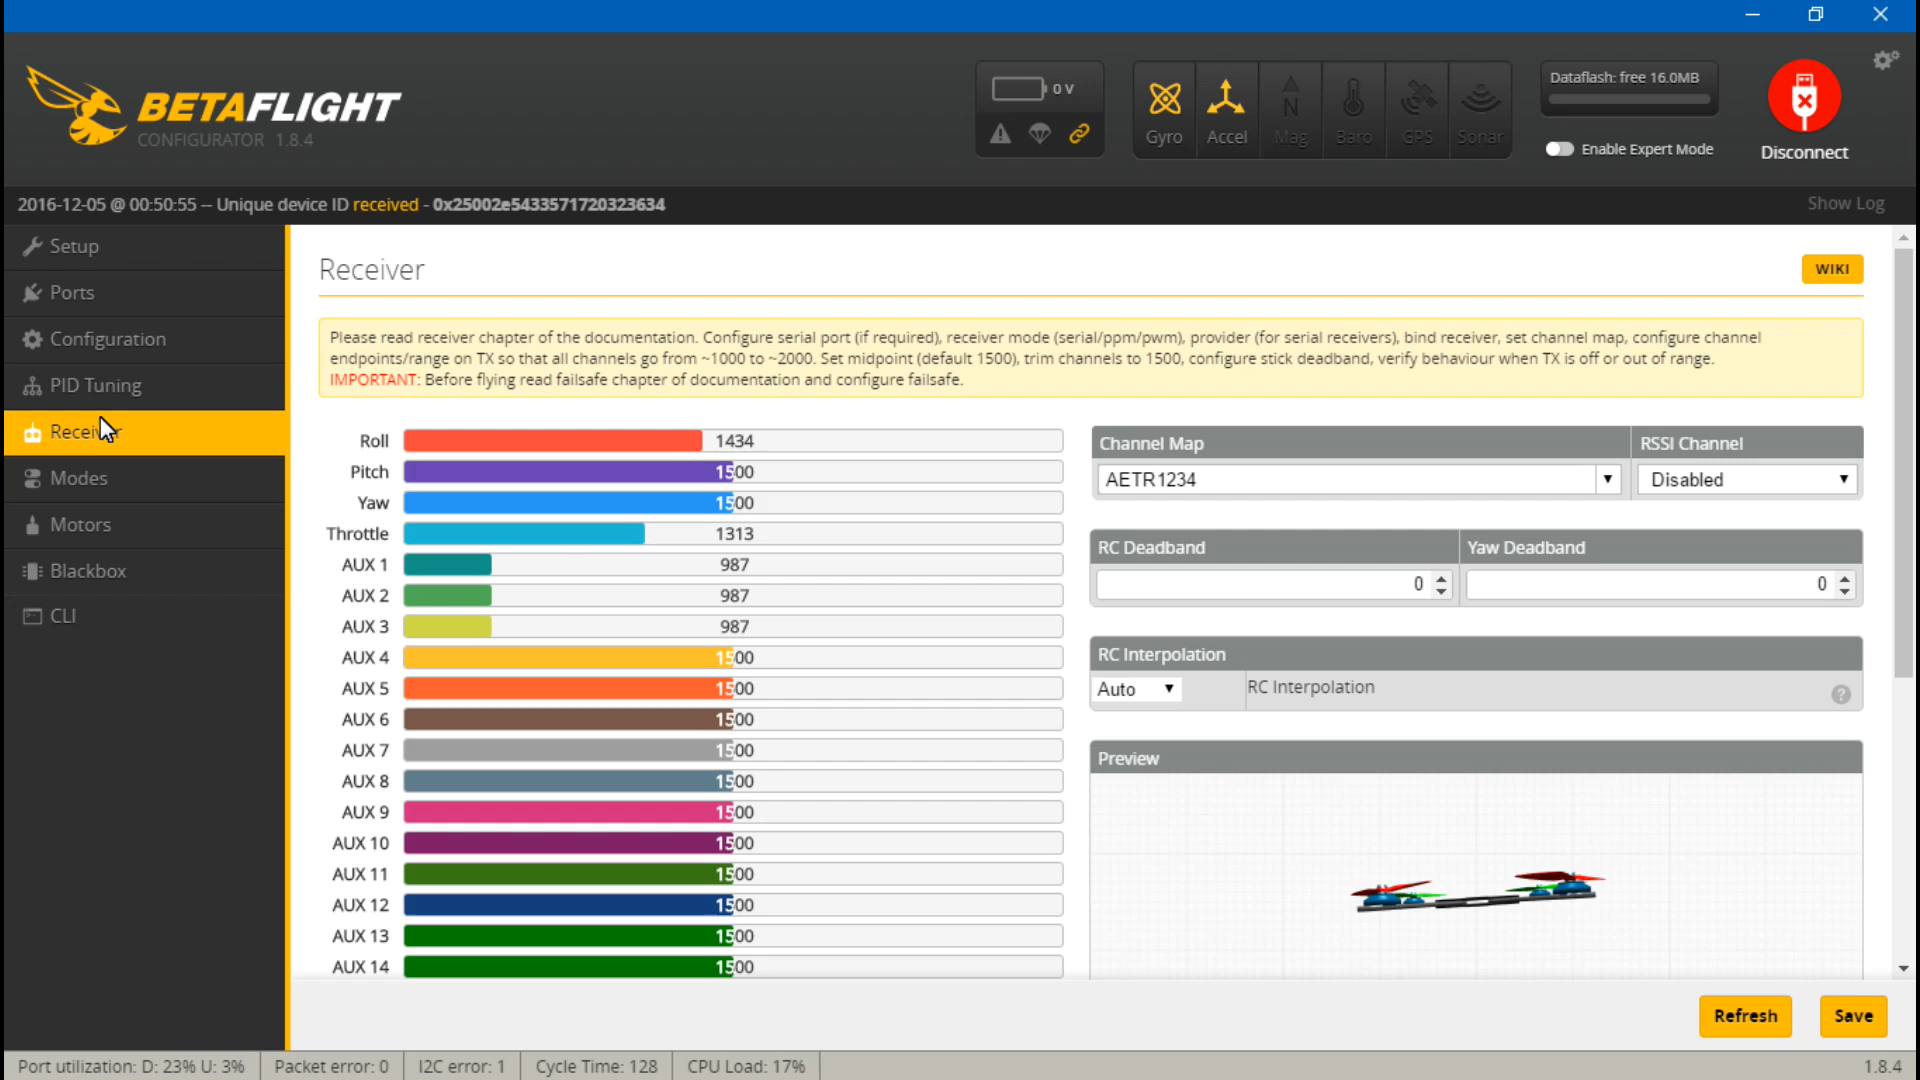 BETAFLIGHT
CONFIGURATOR 1.8.4
0 V
Gyro
Accel
Mag
Baro
GPS
Sonar
Dataflash: free 16.0MB
Enable Expert Mode
Disconnect
2016-12-05 @ 00:50:55 -- Unique device ID received - 0x25002e5433571720323634
Show Log
Setup
Ports
Configuration
PID Tuning
Receiver
Modes
Motors
Blackbox
CLI
Receiver
WIKI
Please read receiver chapter of the documentation. Configure serial port (if required), receiver mode (serial/ppm/pwm), provider (for serial receivers), bind receiver, set channel map, configure channel
endpoints/range on TX so that all channels go from ~1000 to ~2000. Set midpoint (default 1500), trim channels to 1500, configure stick deadband, verify behaviour when TX is off or out of range.
IMPORTANT: Before flying read failsafe chapter of documentation and configure failsafe.
Roll 1434
Pitch 1500
Yaw 1500
Throttle 1313
AUX 1 987
AUX 2 987
AUX 3 987
AUX 4 1500
AUX 5 1500
AUX 6 1500
AUX 7 1500
AUX 8 1500
AUX 9 1500
AUX 10 1500
AUX 11 1500
AUX 12 1500
AUX 13 1500
AUX 14 1500
Channel Map
RSSI Channel
AETR1234
Disabled
RC Deadband
Yaw Deadband
0
0
RC Interpolation
Auto
RC Interpolation
?
Preview
Refresh
Save
Port utilization: D: 23% U: 3%
Packet error: 0
I2C error: 1
Cycle Time: 128
CPU Load: 17%
1.8.4